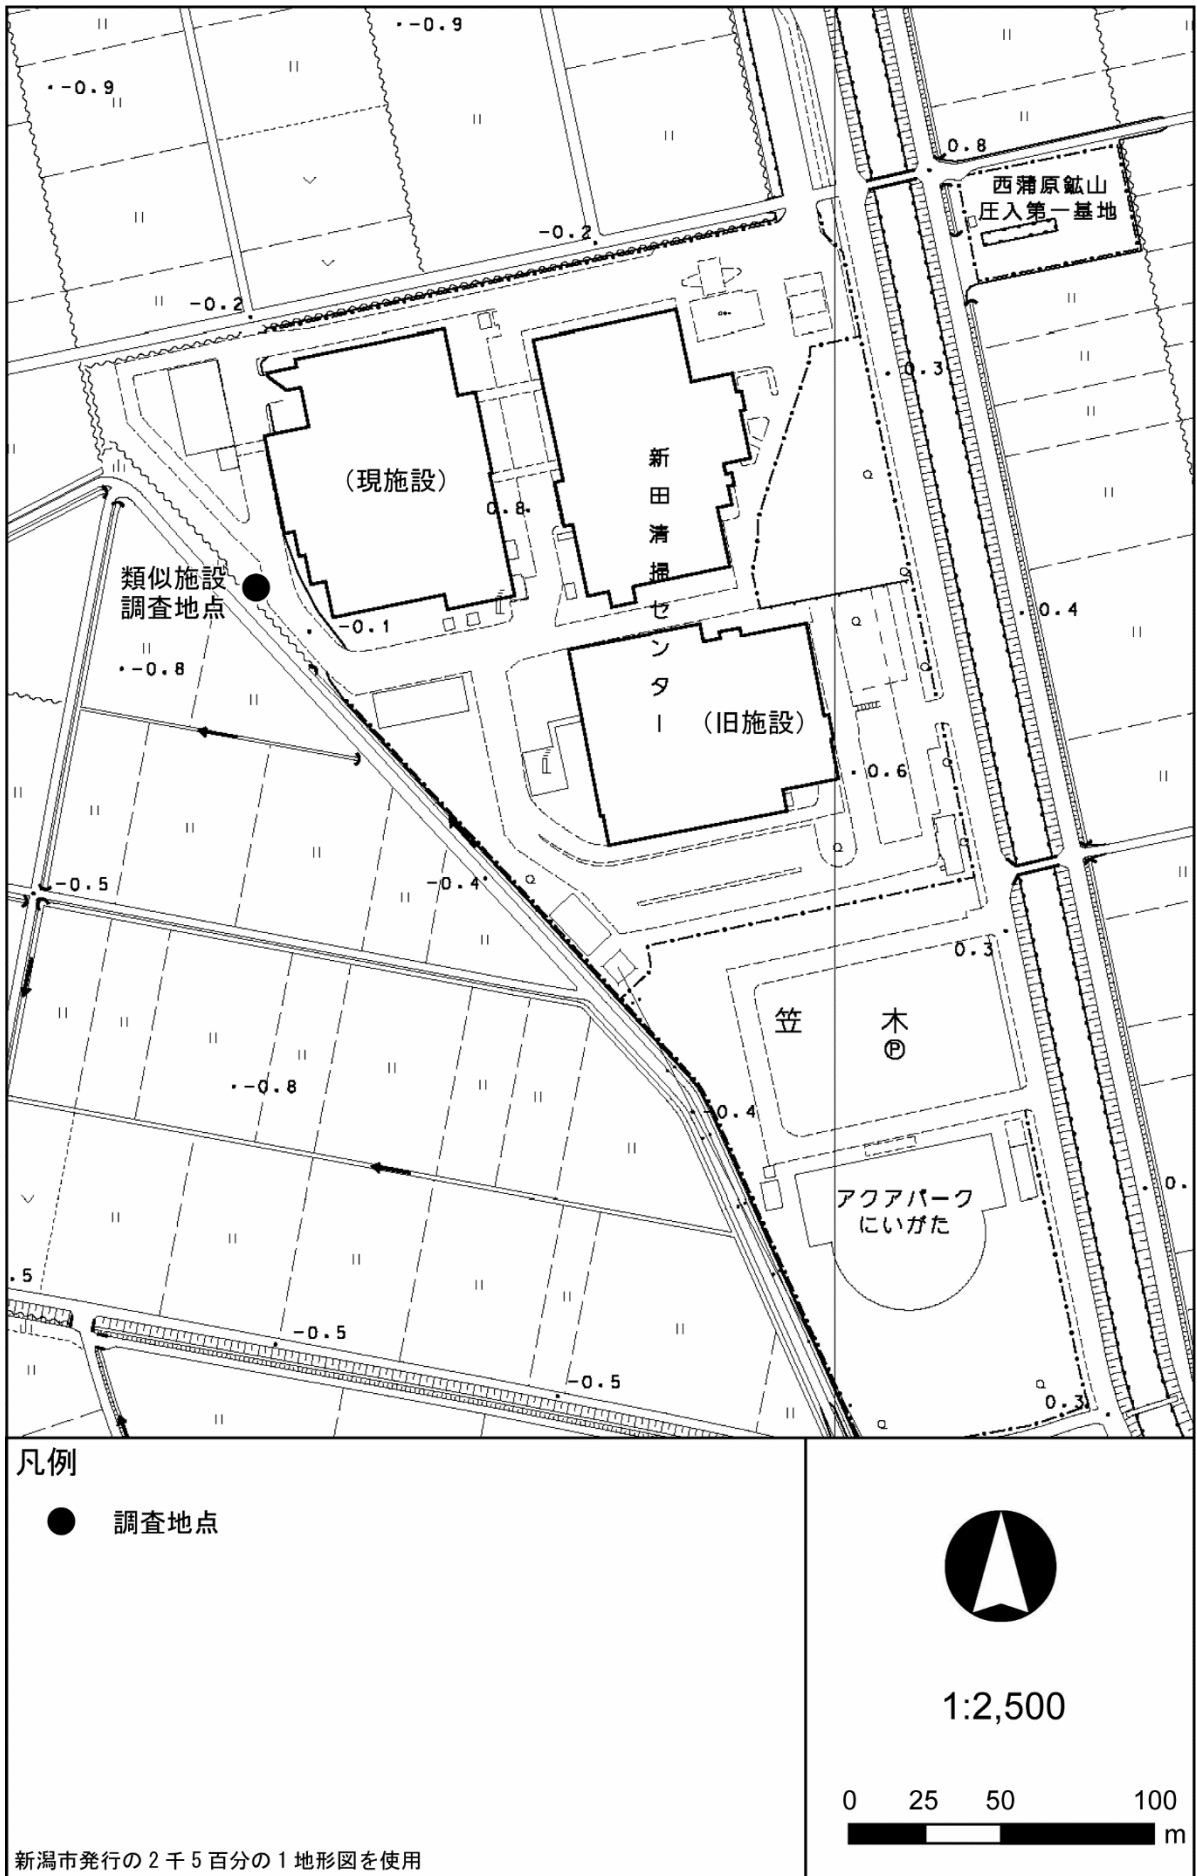 -0.9
-0.9
0.8
西蒲原鉱山
圧入第一基地
-0.2
-0.2
0.3
新田清掃センター
（現施設）
0.8
類似施設
調査地点
0.4
-0.1
-0.8
（旧施設）
0.6
-0.5
-0.4
0.3
笠木
P
-0.8
-0.4
アクアパーク
にいがた
0.
.5
-0.5
-0.5
0.3
凡例
調査地点
1:2,500
0 25 50 100
m
新潟市発行の2千5百分の1地形図を使用